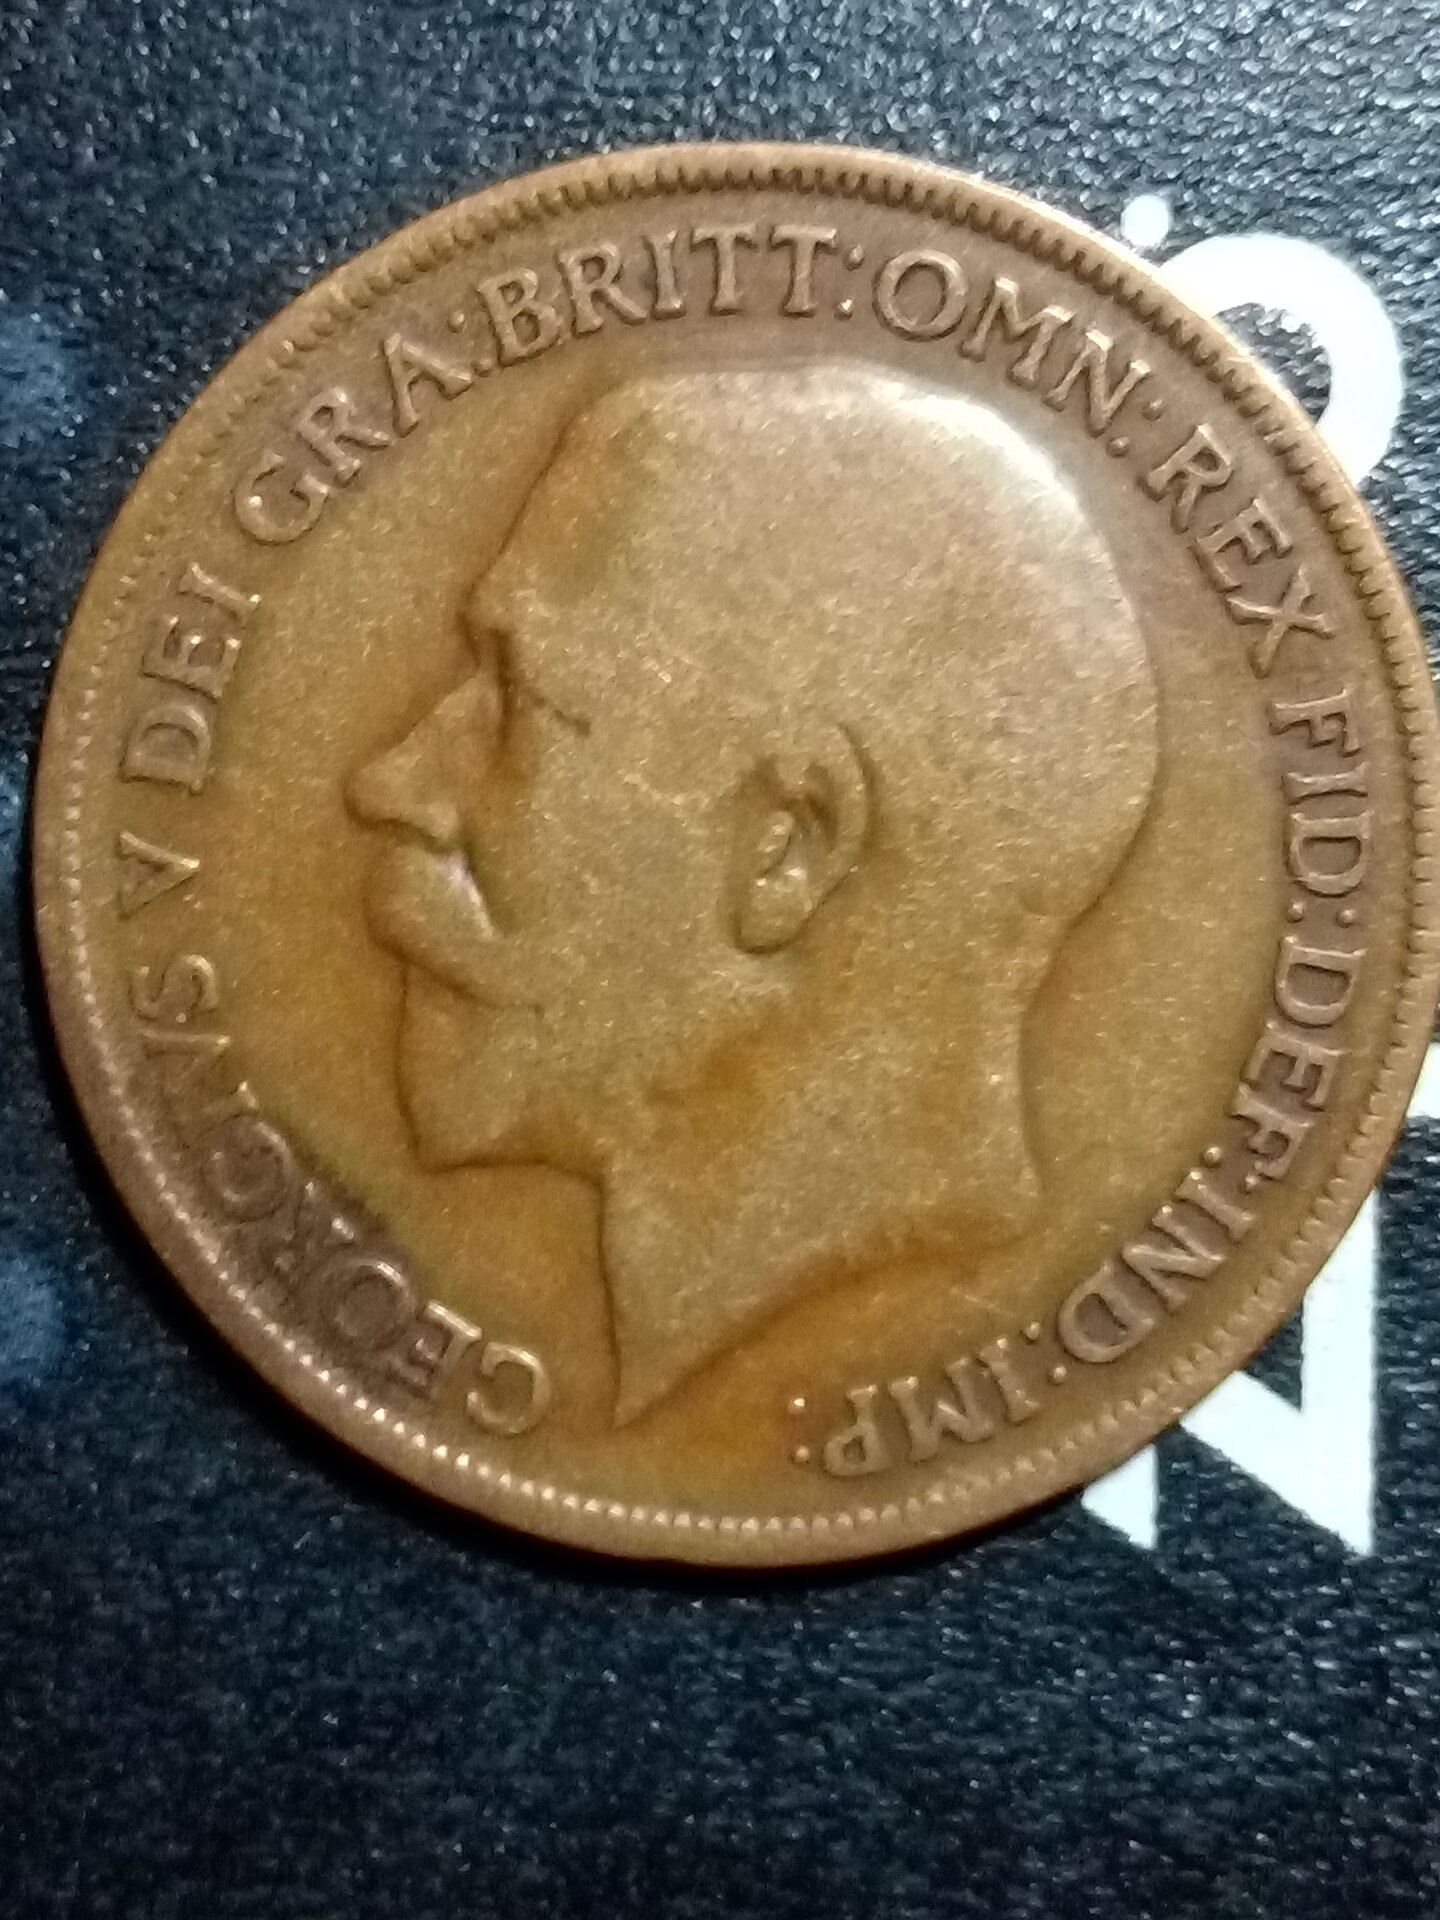 GEORGIVS V DEI GRA: BRITT: OMN: REX FID: DEF: IND: IMP: